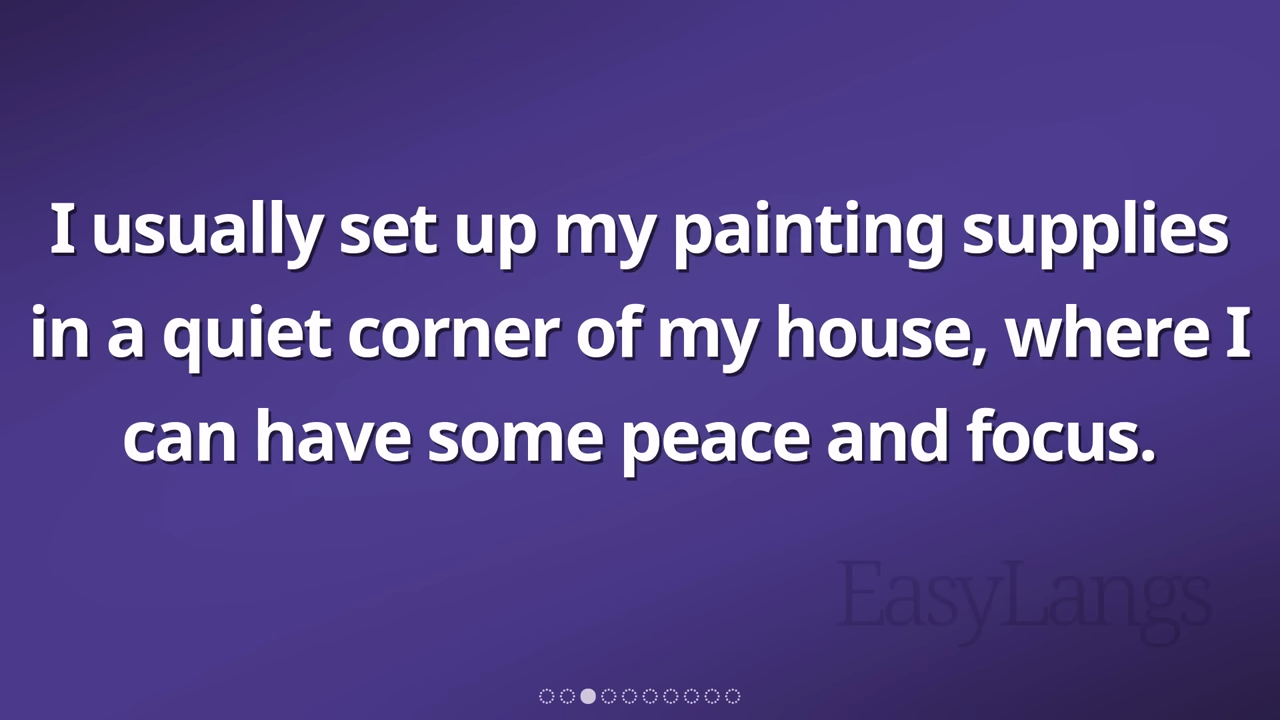 I usually set up my painting supplies
in a quiet corner of my house, where I
can have some peace and focus.
EasyLangs